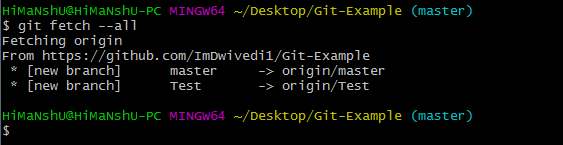 HiMaNshU@HiMaNshU-PC MINGW64 ~/Desktop/Git-Example (master)
$ git fetch --all
Fetching origin
From https://github.com/ImDwivedi1/Git-Example
 * [new branch]      master     -> origin/master
 * [new branch]      Test       -> origin/Test

HiMaNshU@HiMaNshU-PC MINGW64 ~/Desktop/Git-Example (master)
$